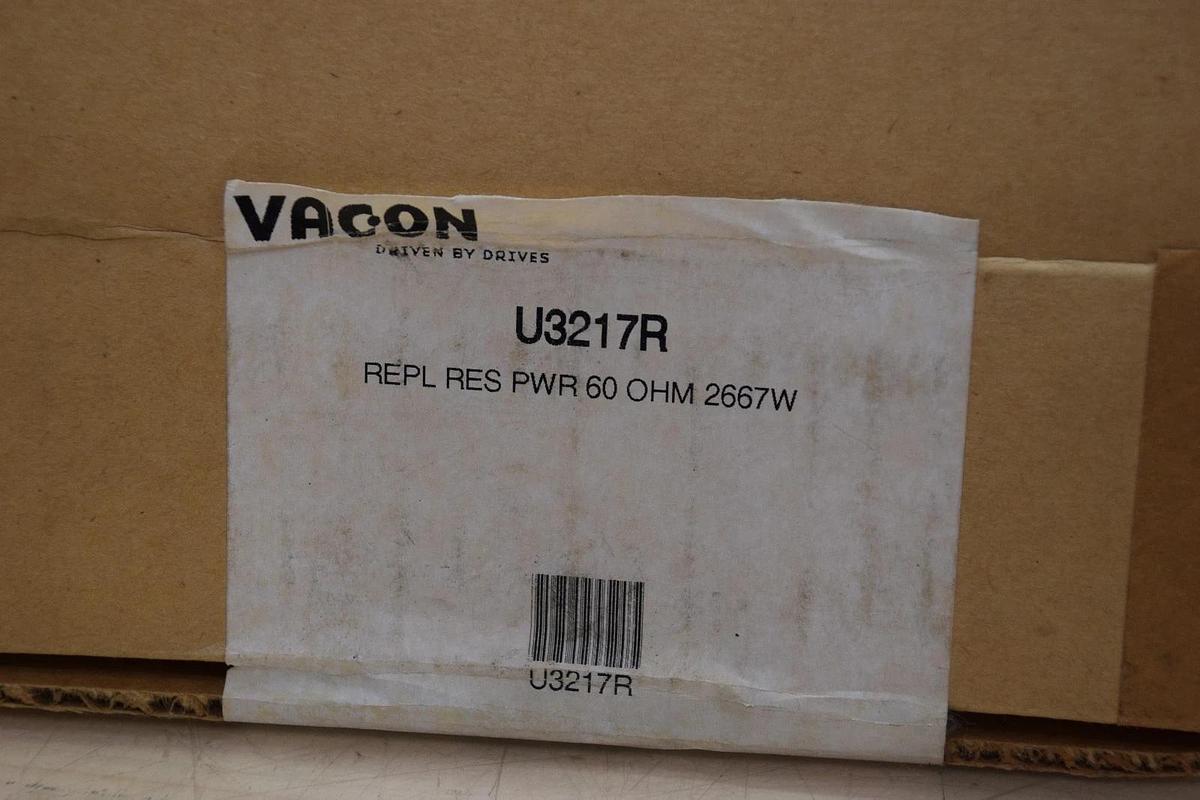 VACON
DRIVEN BY DRIVES
U3217R
REPL RES PWR 60 OHM 2667W
U3217R